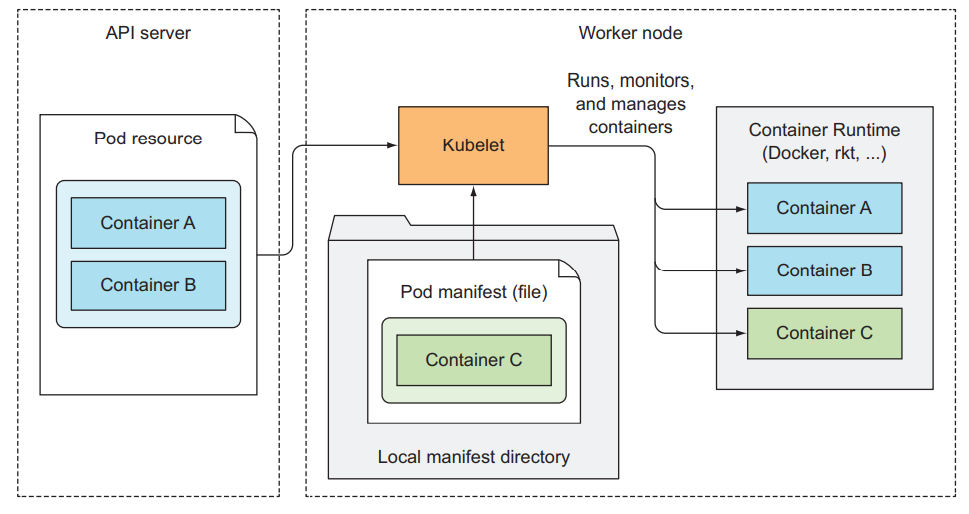 API server
Worker node
Pod resource
Container A
Container B
Kubelet
Runs, monitors,
and manages
containers
Pod manifest (file)
Container C
Local manifest directory
Container Runtime
(Docker, rkt, ...)
Container A
Container B
Container C